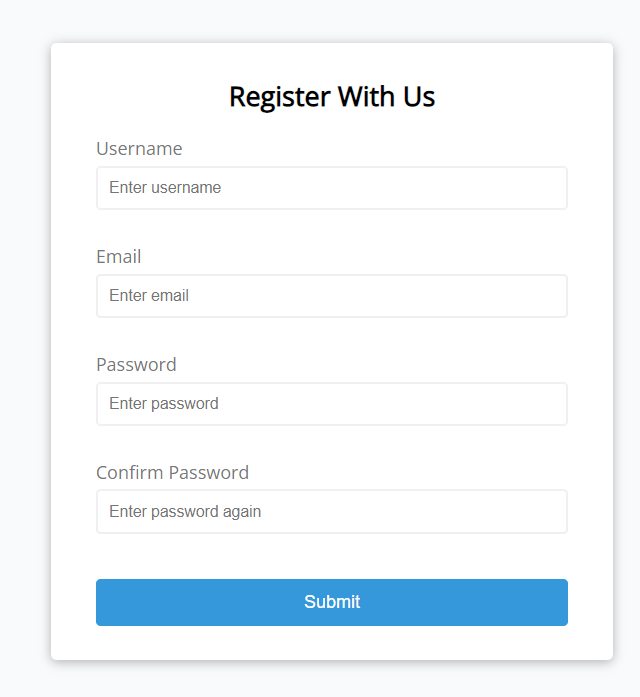 Register With Us
Username
Enter username
Email
Enter email
Password
Enter password
Confirm Password
Enter password again
Submit